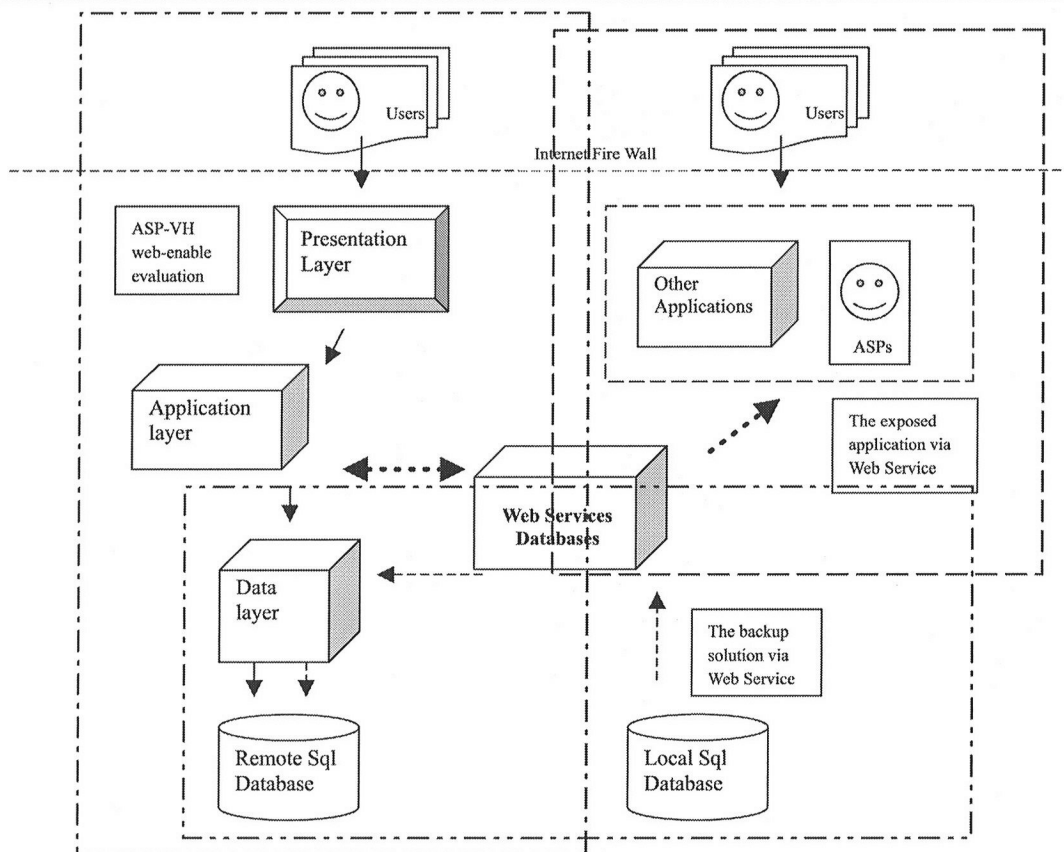 Users
Users
Internet Fire Wall
ASP-VH
web-enable
evaluation
Presentation
Layer
Other
Applications
ASPs
Application
layer
The exposed
application via
Web Service
Web Services
Databases
Data
layer
The backup
solution via
Web Service
Remote Sql
Database
Local Sql
Database